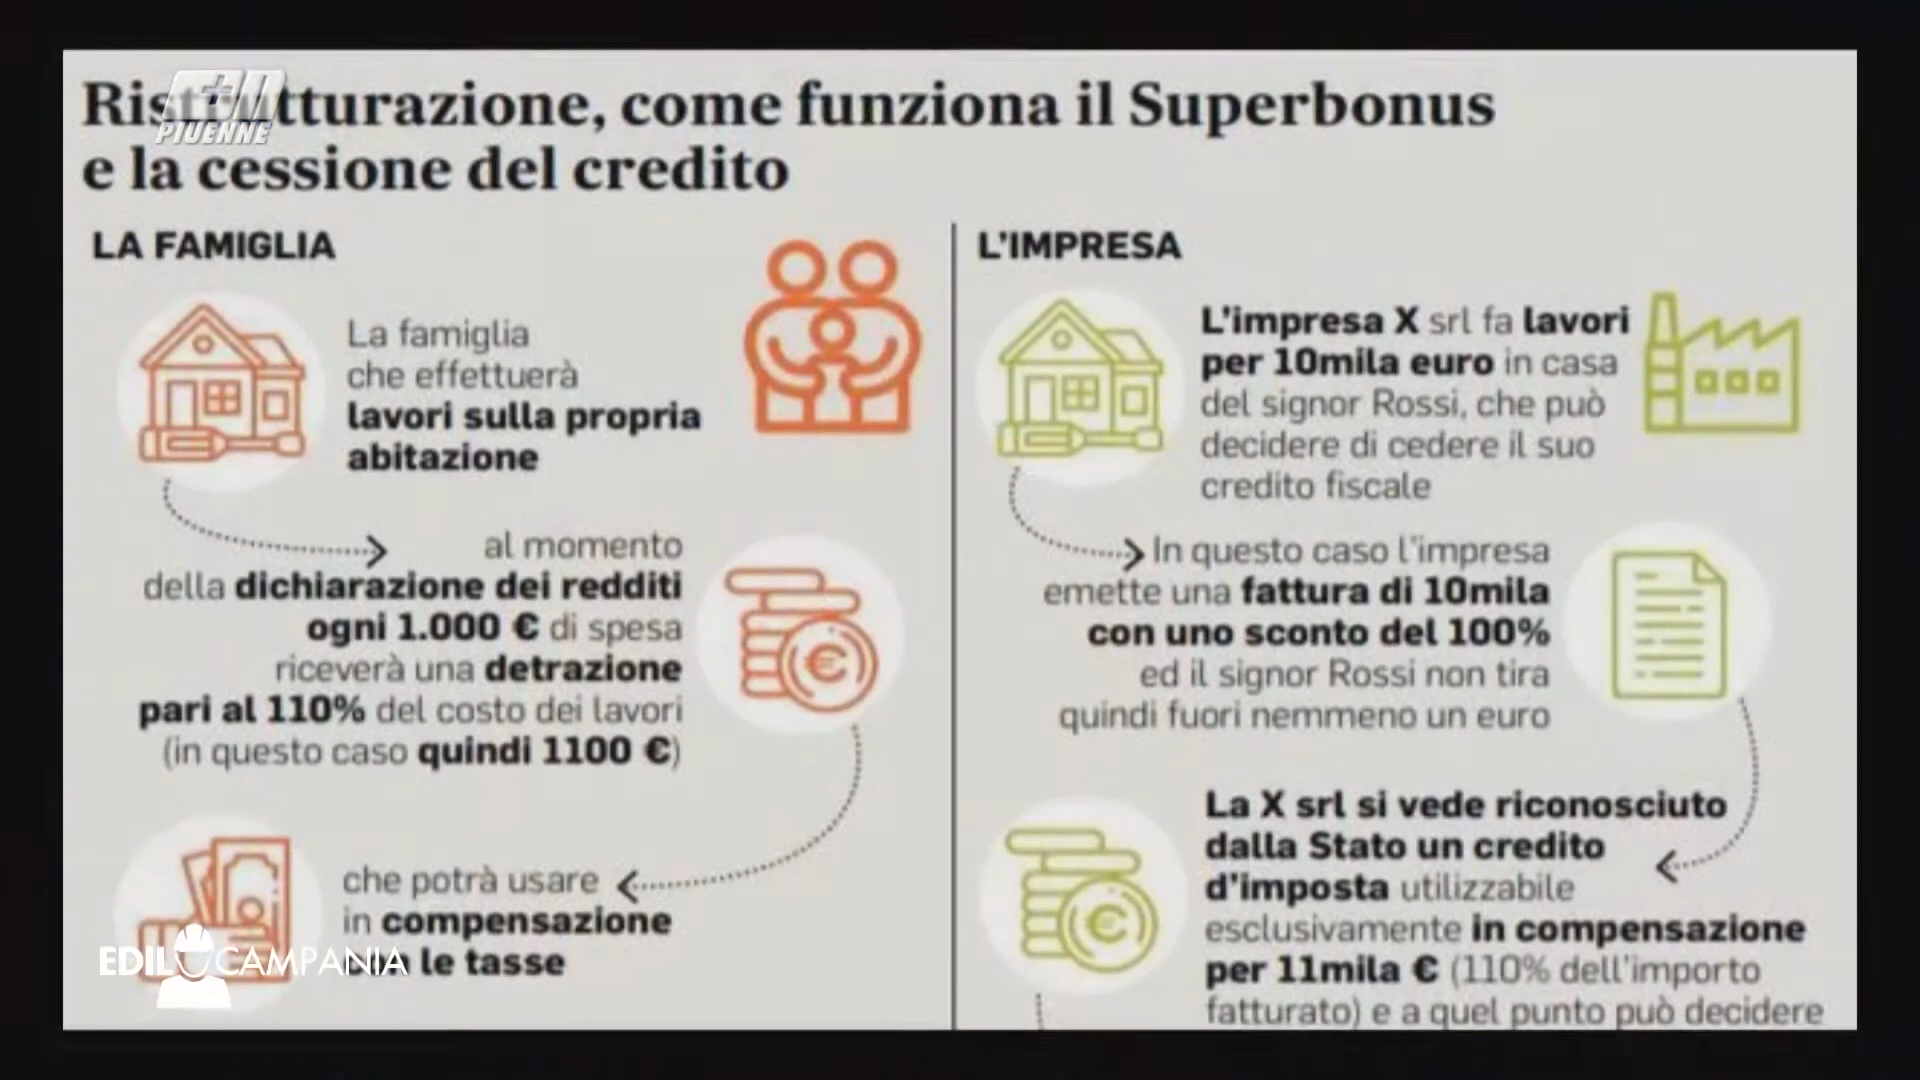 Ristrutturazione, come funziona il Superbonus
e la cessione del credito
+n
PIUENNE
LA FAMIGLIA
La famiglia
che effettuerà
lavori sulla propria
abitazione
al momento
della dichiarazione dei redditi
ogni 1.000 € di spesa
riceverà una detrazione
pari al 110% del costo dei lavori
(in questo caso quindi 1100 €)
che potrà usare
in compensazione
con le tasse
EDIL CAMPANIA
L'IMPRESA
L'impresa X srl fa lavori
per 10mila euro in casa
del signor Rossi, che può
decidere di cedere il suo
credito fiscale
In questo caso l'impresa
emette una fattura di 10mila
con uno sconto del 100%
ed il signor Rossi non tira
quindi fuori nemmeno un euro
La X srl si vede riconosciuto
dalla Stato un credito
d'imposta utilizzabile
esclusivamente in compensazione
per 11mila € (110% dell'importo
fatturato) e a quel punto può decidere